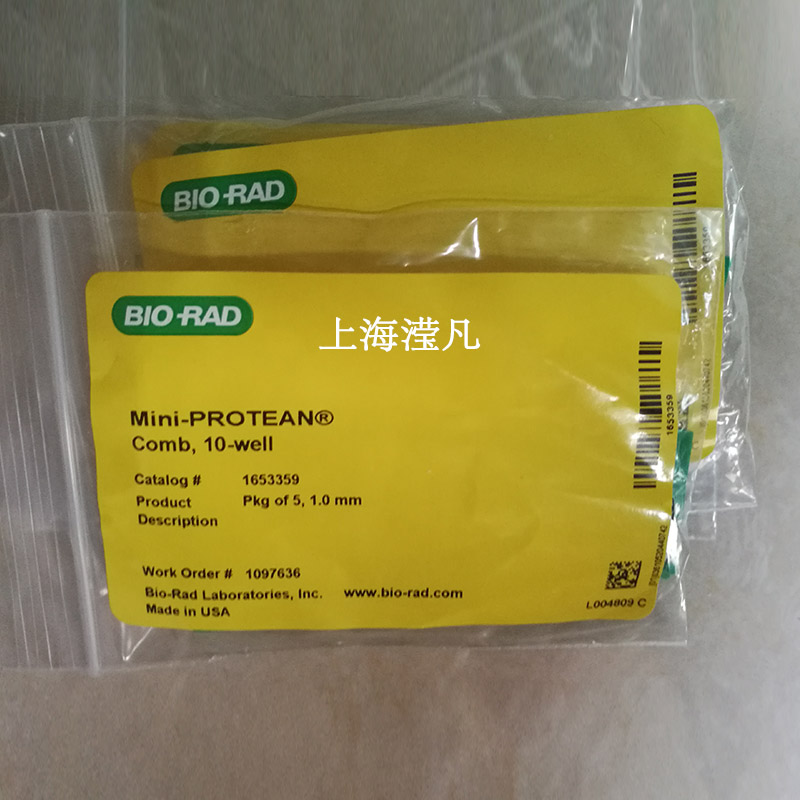 BIO-RAD
1653359
BIO-RAD
上海滢凡
Mini-PROTEAN®
Comb, 10-well
Catalog # 1653359
Product Description Pkg of 5, 1.0 mm
Work Order # 1097636
Bio-Rad Laboratories, Inc. www.bio-rad.com
Made in USA
1653359
L004809 C